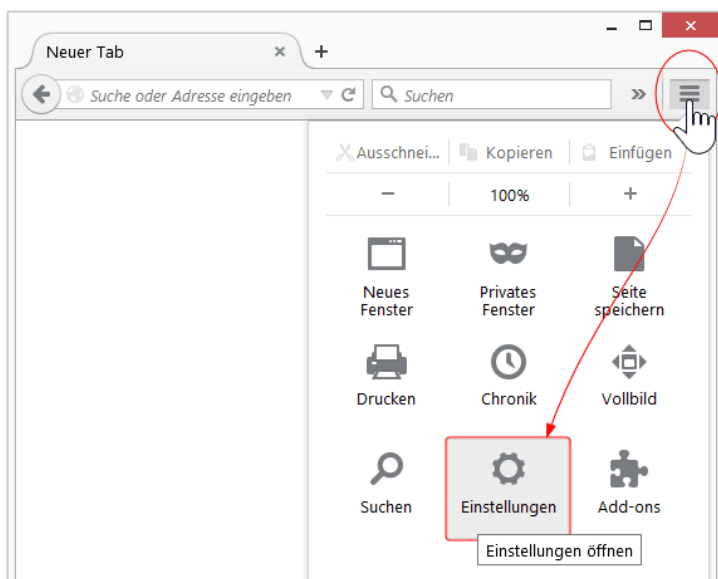 Neuer Tab
Suche oder Adresse eingeben
Suchen
Ausschnei...
Kopieren
Einfügen
100%
Neues
Fenster
Privates
Fenster
Seite
speichern
Drucken
Chronik
Vollbild
Suchen
Einstellungen
Add-ons
Einstellungen öffnen